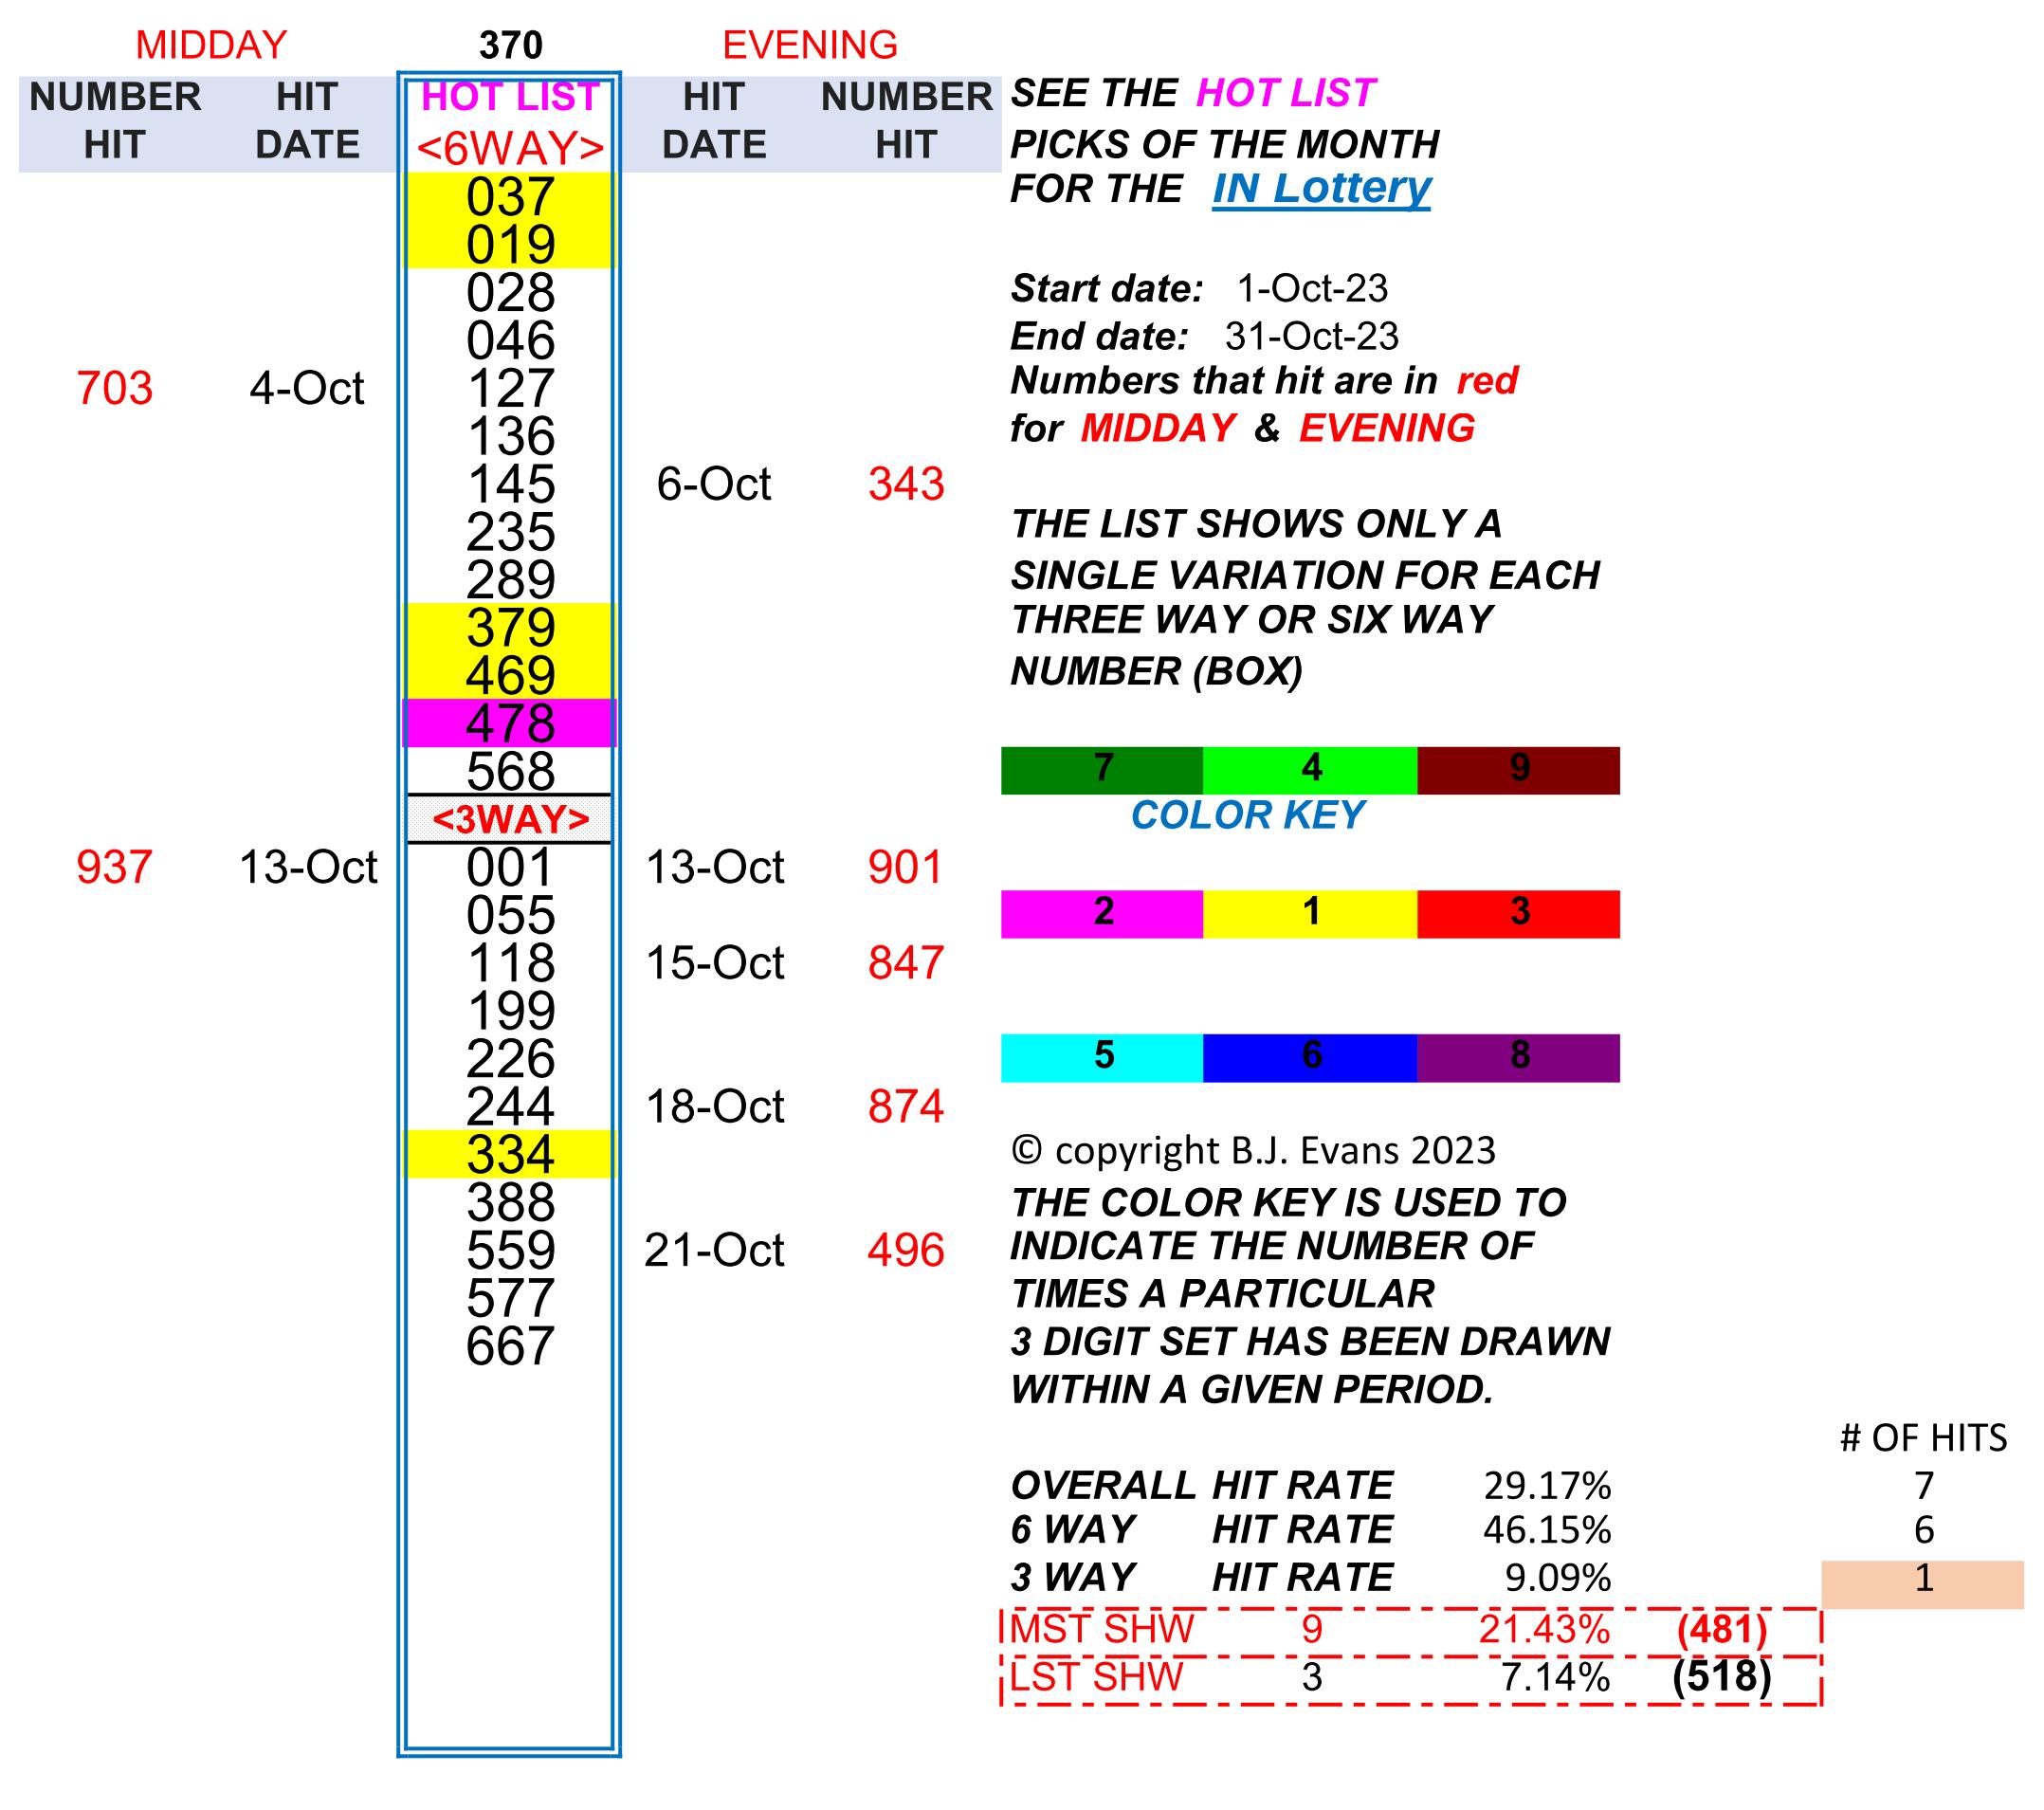 MIDDAY 370 EVENING
NUMBER HIT HOT LIST HIT NUMBER SEE THE HOT LIST
HIT DATE <6WAY> DATE HIT PICKS OF THE MONTH
037 FOR THE IN Lottery
019
028 Start date: 1-Oct-23
046 End date: 31-Oct-23
703 4-Oct 127 Numbers that hit are in red
136 for MIDDAY & EVENING
145 6-Oct 343
235 THE LIST SHOWS ONLY A
289 SINGLE VARIATION FOR EACH
379 THREE WAY OR SIX WAY
469 NUMBER (BOX)
478
568 7 4 9
<3WAY> COLOR KEY
937 13-Oct 001 13-Oct 901
055 2 1 3
118 15-Oct 847
199
226 5 6 8
244 18-Oct 874
334 © copyright B.J. Evans 2023
388 THE COLOR KEY IS USED TO
559 21-Oct 496 INDICATE THE NUMBER OF
577 TIMES A PARTICULAR
667 3 DIGIT SET HAS BEEN DRAWN
WITHIN A GIVEN PERIOD.
# OF HITS
OVERALL HIT RATE 29.17% 7
6 WAY HIT RATE 46.15% 6
3 WAY HIT RATE 9.09% 1
MST SHW 9 21.43% (481)
LST SHW 3 7.14% (518)